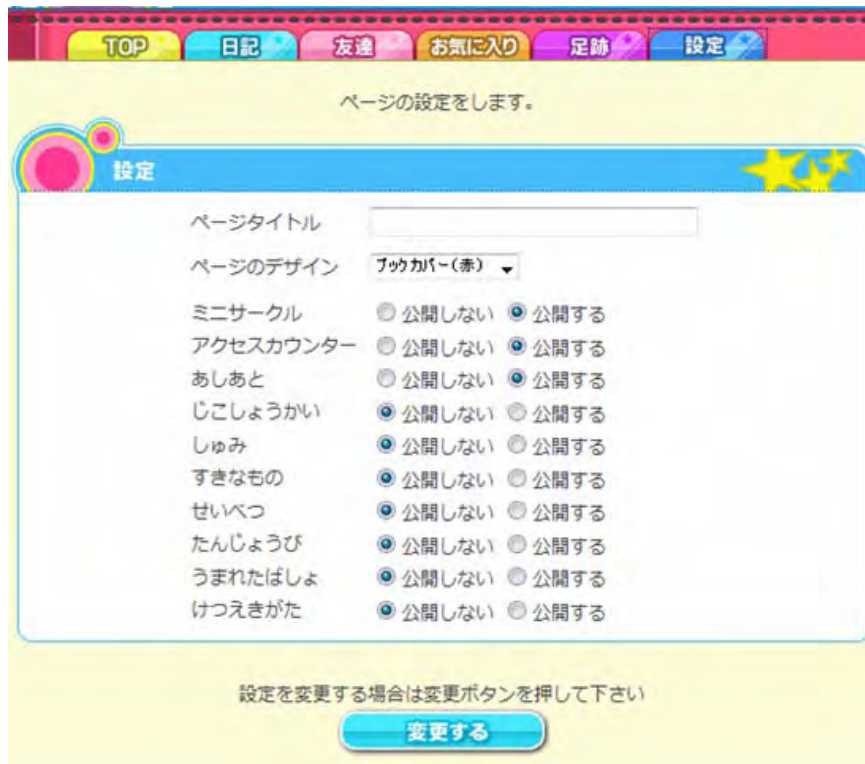 TOP 日記 友達 お気に入り 足跡 設定
ページの設定をします。
設定
ページタイトル
ページのデザイン ブックカバー(赤)
ミニサークル 公開しない 公開する
アクセスカウンター 公開しない 公開する
あしあと 公開しない 公開する
じこしょうかい 公開しない 公開する
しゅみ 公開しない 公開する
すきなもの 公開しない 公開する
せいべつ 公開しない 公開する
たんじょうび 公開しない 公開する
うまれたばしょ 公開しない 公開する
けつえきがた 公開しない 公開する
設定を変更する場合は変更ボタンを押して下さい
変更する